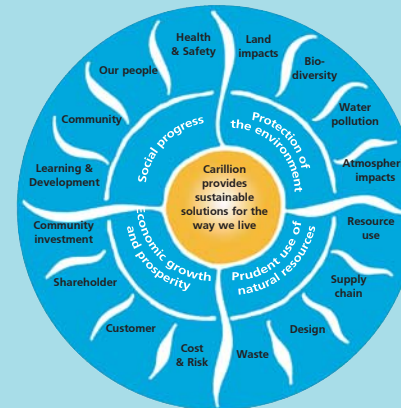 Health
& Safety
Land
impacts
Bio-
diversity
Water
pollution
Atmospheric
impacts
Resource
use
Supply
chain
Design
Waste
Cost
& Risk
Customer
Shareholder
Community
investment
Learning &
Development
Community
Our people
Social progress
Protection of
the environment
Prudent use of
natural resources
Economic growth
and prosperity
Carillion
provides
sustainable
solutions for the
way we live